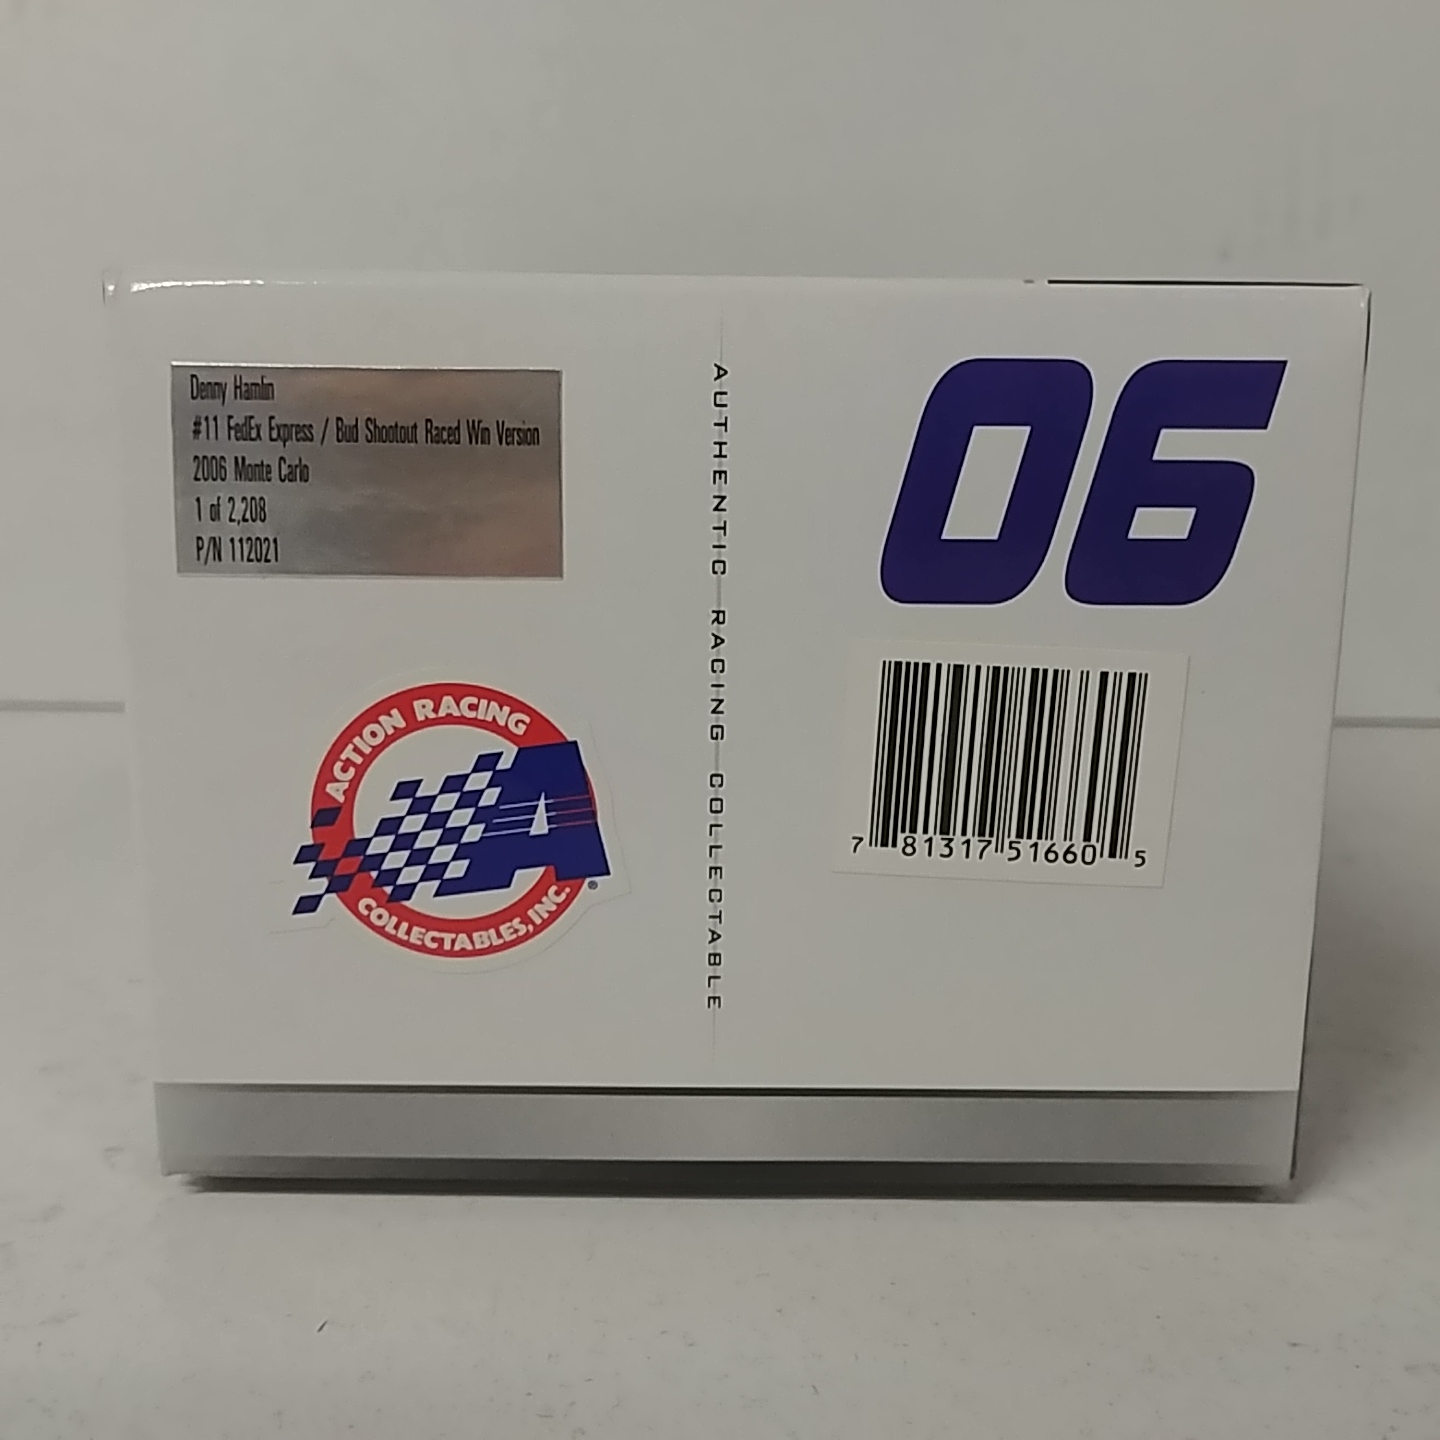 Denny Hamlin
#11 FedEx Express / Bud Shootout Raced Win Version
2006 Monte Carlo
1 of 2,208
P/N 112021
ACTION RACING
COLLECTABLES, INC.
®
AUTHENTIC RACING COLLECTABLE
06
7 81317 51660 5